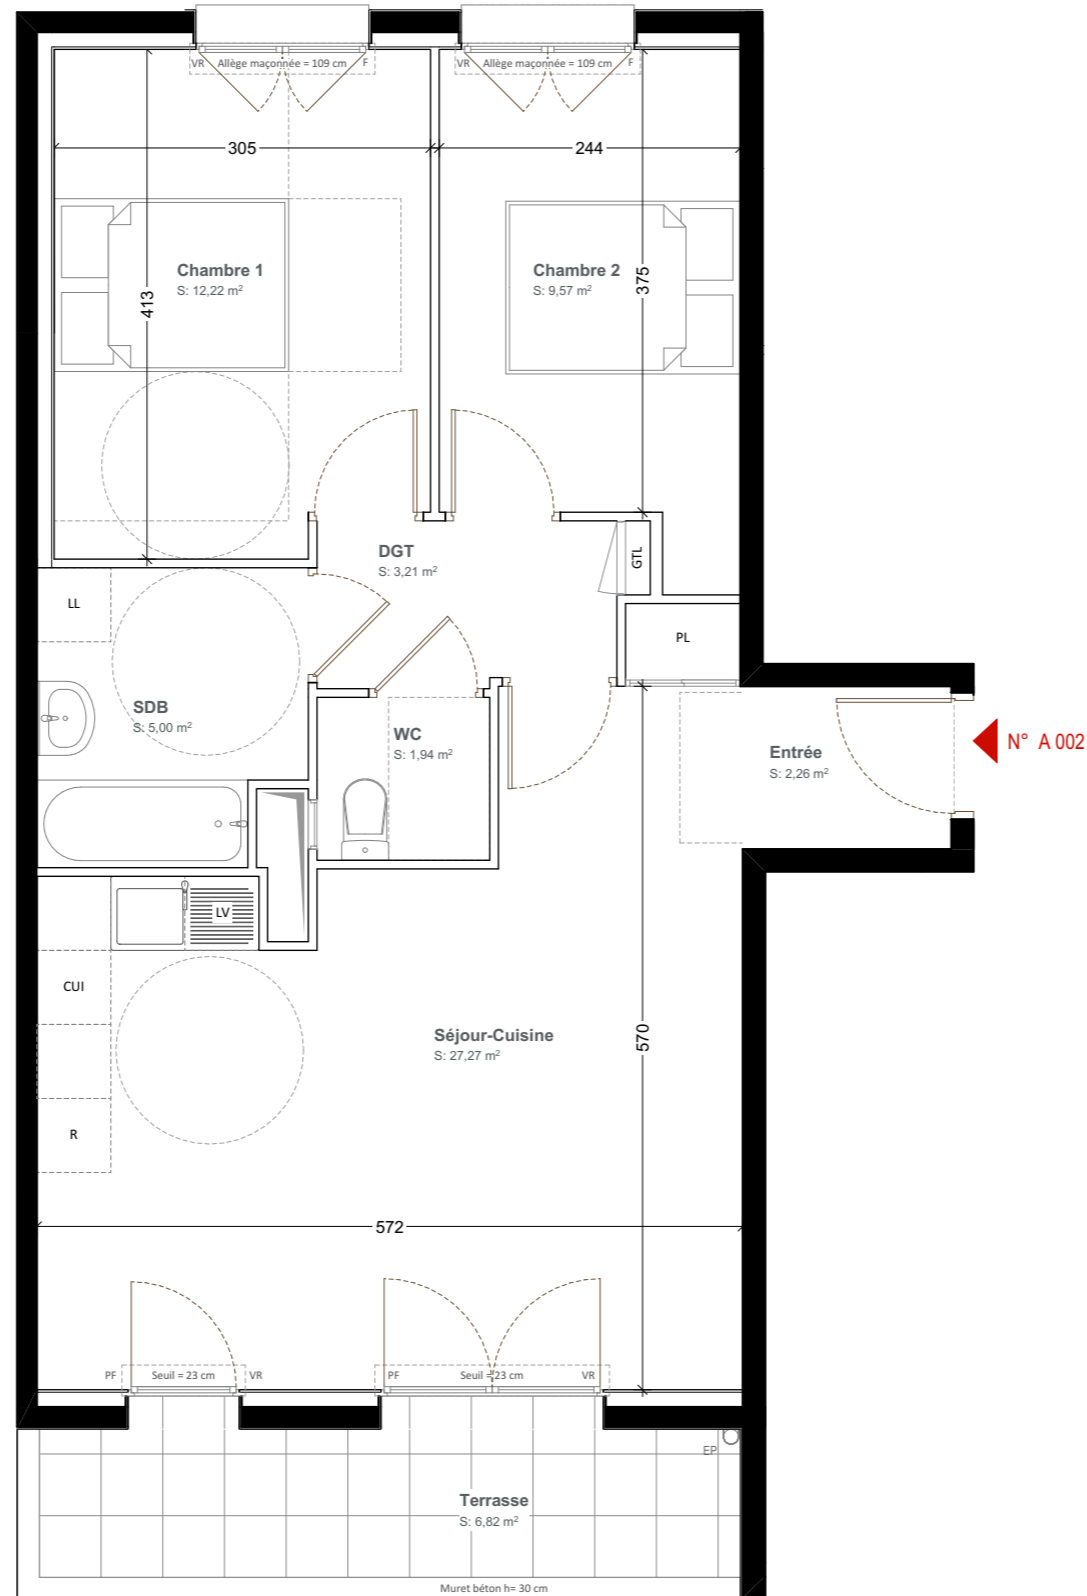 VR Allège maçonnée = 109 cm F
VR Allège maçonnée = 109 cm F
305
244
Chambre 1
S: 12,22 m²
Chambre 2
S: 9,57 m²
413
375
DGT
S: 3,21 m²
GTL
LL
PL
SDB
S: 5,00 m²
WC
S: 1,94 m²
Entrée
S: 2,26 m²
N° A 002
LV
CUI
Séjour-Cuisine
S: 27,27 m²
570
R
572
PF Seuil = 23 cm VR
PF Seuil = 23 cm VR
EP
Terrasse
S: 6,82 m²
Muret béton h= 30 cm